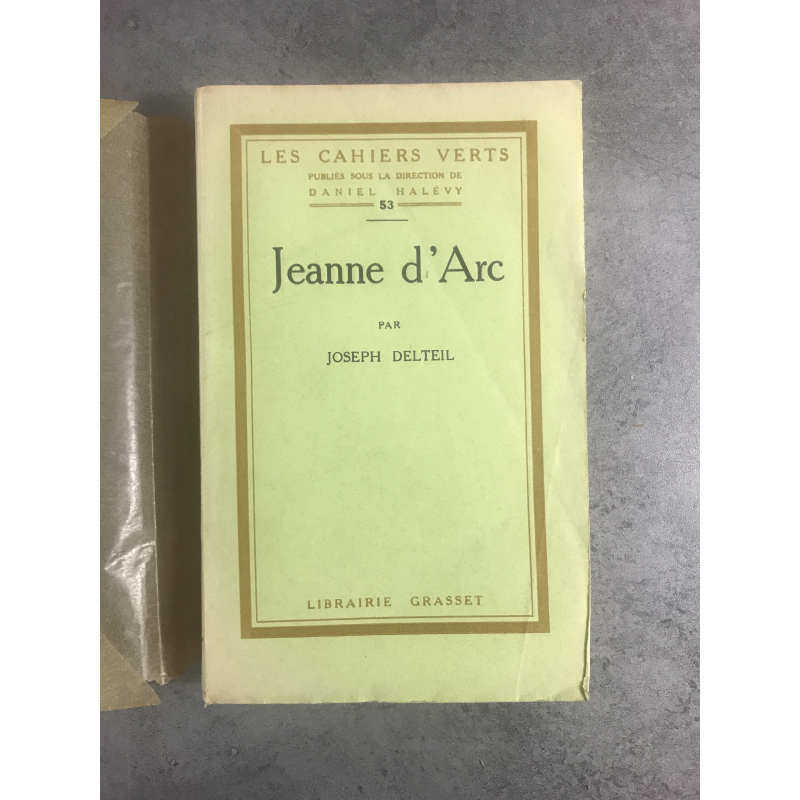 LES CAHIERS VERTS
PUBLIÉS SOUS LA DIRECTION DE
DANIEL HALÉVY
53
Jeanne d'Arc
PAR
JOSEPH DELTEIL
LIBRAIRIE GRASSET